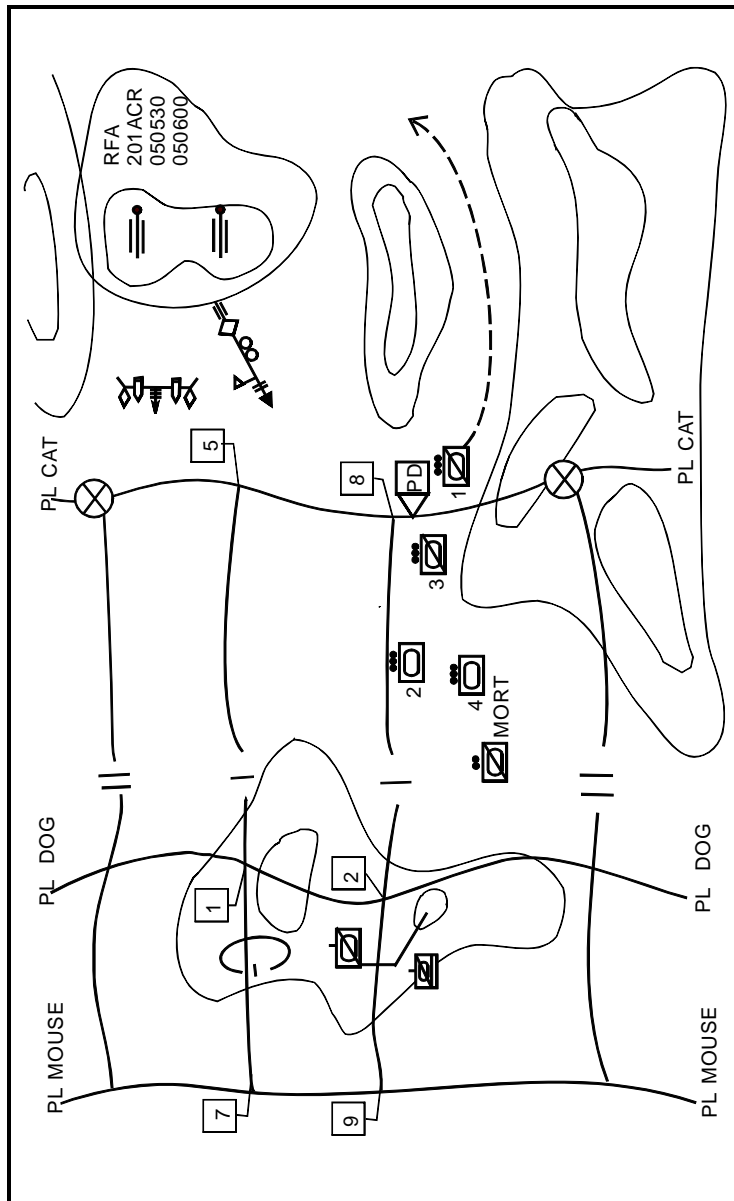 RFA
201ACR
050530
050600
PL CAT
5
8
PD
1
PL CAT
3
2
4
MORT
PL DOG
1
2
PL DOG
PL MOUSE
7
9
PL MOUSE